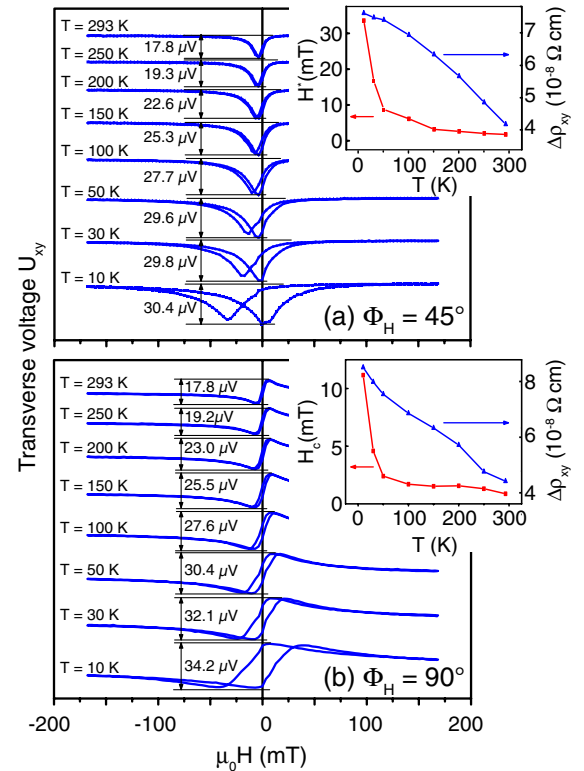 Transverse voltage U_xy
T = 293 K
17.8 µV
T = 250 K
19.3 µV
T = 200 K
22.6 µV
T = 150 K
25.3 µV
T = 100 K
27.7 µV
T = 50 K
29.6 µV
T = 30 K
29.8 µV
T = 10 K
30.4 µV
(a) Φ_H = 45°
H* (mT)
30
20
10
0
7
6
5
4
Δρ_xy (10⁻⁸ Ω cm)
0 100 200 300
T (K)
T = 293 K
17.8 µV
T = 250 K
19.2 µV
T = 200 K
23.0 µV
T = 150 K
25.5 µV
T = 100 K
27.6 µV
T = 50 K
30.4 µV
T = 30 K
32.1 µV
T = 10 K
34.2 µV
(b) Φ_H = 90°
H_c (mT)
10
5
0
8
6
4
Δρ_xy (10⁻⁸ Ω cm)
0 100 200 300
T (K)
-200 -100 0 100 200
µ₀H (mT)